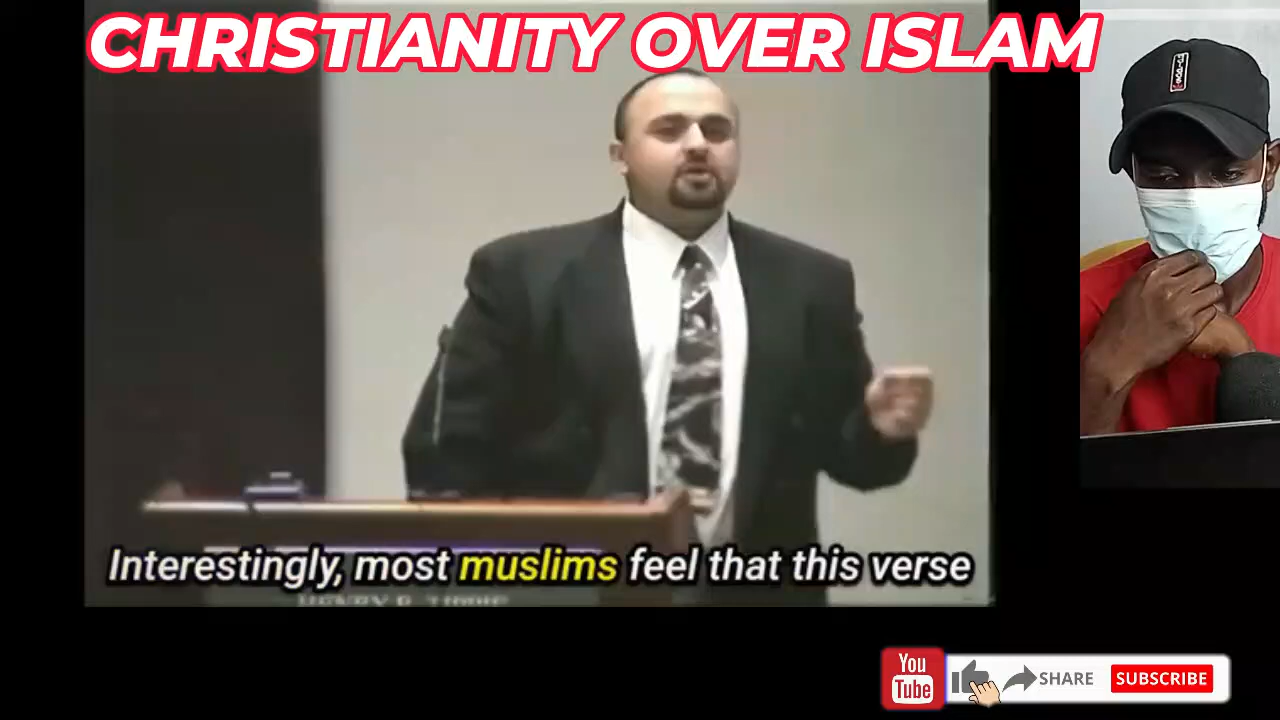 CHRISTIANITY OVER ISLAM
Interestingly, most muslims feel that this verse
You
Tube
SHARE
SUBSCRIBE